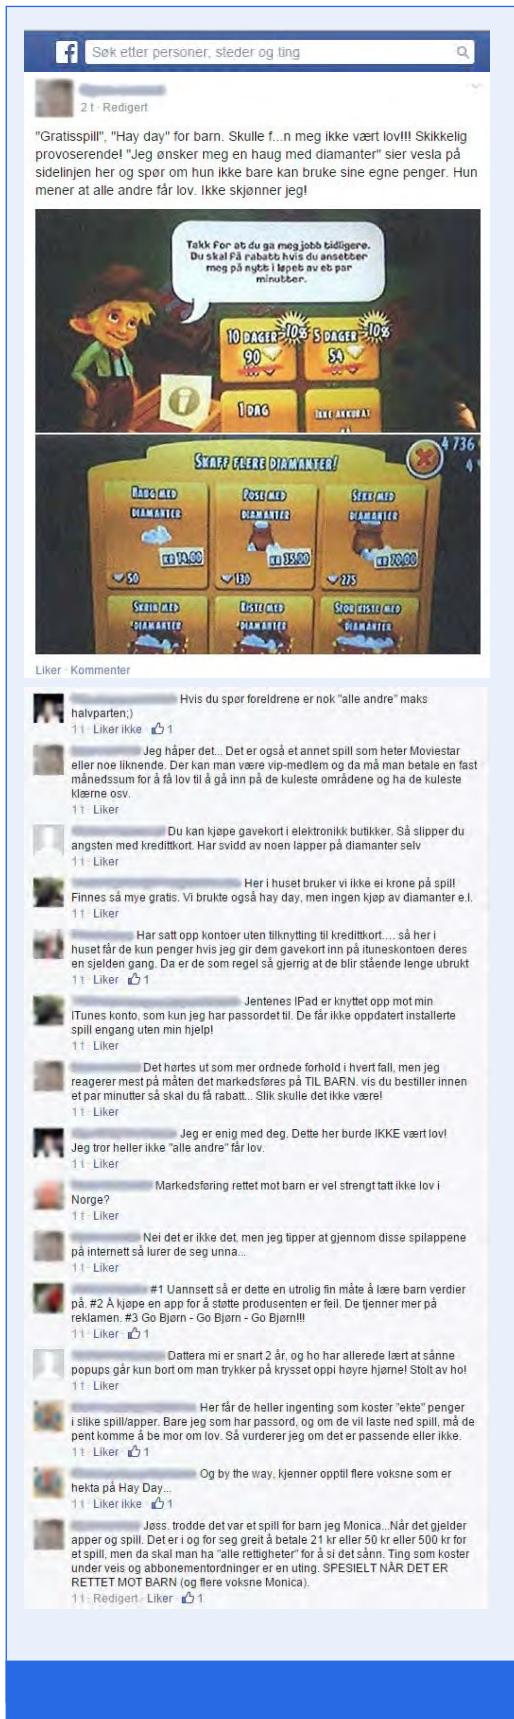 f
Søk etter personer, steder og ting
2 t · Redigert
"Gratisspill", "Hay day" for barn. Skulle f...n meg ikke vært lov!!! Skikkelig
provoserende! "Jeg ønsker meg en haug med diamanter" sier vesla på
sidelinjen her og spør om hun ikke bare kan bruke sine egne penger. Hun
mener at alle andre får lov. Ikke skjønner jeg!
Takk for at du ga meg jobb tidligere.
Du skal få rabatt hvis du ansetter
meg på nytt i løpet av et par
minutter.
10 DAGER -10%
90
5 DAGER -10%
54
1 DAG
IKKE AKKURAT
4 736
SKAFF FLERE DIAMANTER!
HAUG MED
DIAMANTER
KR 14,00
50
POSE MED
DIAMANTER
KR 35,00
130
SEKK MED
DIAMANTER
KR 70,00
275
SKRIN MED
DIAMANTER
KISTE MED
DIAMANTER
STOR KISTE MED
DIAMANTER
Liker · Kommenter
Hvis du spør foreldrene er nok "alle andre" maks
halvparten;)
1 t · Liker ikke · 1
Jeg håper det... Det er også et annet spill som heter Moviestar
eller noe liknende. Der kan man være vip-medlem og da må man betale en fast
månedssum for å få lov til å gå inn på de kuleste områdene og ha de kuleste
klærne osv.
1 t · Liker
Du kan kjøpe gavekort i elektronikk butikker. Så slipper du
angsten med kredittkort. Har svidd av noen lapper på diamanter selv
1 t · Liker
Her i huset bruker vi ikke ei krone på spill!
Finnes så mye gratis. Vi brukte også hay day, men ingen kjøp av diamanter e.l.
1 t · Liker
Har satt opp kontoer uten tilknytting til kredittkort.... så her i
huset får de kun penger hvis jeg gir dem gavekort inn på ituneskontoen deres
en sjelden gang. Da er de som regel så gjerrig at de blir stående lenge ubrukt
1 t · Liker · 1
Jentenes IPad er knyttet opp mot min
ITunes konto, som kun jeg har passordet til. De får ikke oppdatert installerte
spill engang uten min hjelp!
1 t · Liker
Det hørtes ut som mer ordnede forhold i hvert fall, men jeg
reagerer mest på måten det markedsføres på TIL BARN. vis du bestiller innen
et par minutter så skal du få rabatt... Slik skulle det ikke være!
1 t · Liker
Jeg er enig med deg. Dette her burde IKKE vært lov!
Jeg tror heller ikke "alle andre" får lov.
1 t · Liker
Markedsføring rettet mot barn er vel strengt tatt ikke lov i
Norge?
1 t · Liker
Nei det er ikke det, men jeg tipper at gjennom disse spilappene
på internett så lurer de seg unna...
1 t · Liker
#1 Uannsett så er dette en utrolig fin måte å lære barn verdier
på. #2 Å kjøpe en app for å støtte produsenten er feil. De tjener mer på
reklamen. #3 Go Bjørn - Go Bjørn - Go Bjørn!!!
1 t · Liker · 1
Dattera mi er snart 2 år, og ho har allerede lært at sånne
popups går kun bort om man trykker på krysset oppi høyre hjørne! Stolt av ho!
1 t · Liker
Her får de heller ingenting som koster "ekte" penger
i slike spill/apper. Bare jeg som har passord, og om de vil laste ned spill, må de
pent komme å be mor om lov. Så vurderer jeg om det er passende eller ikke.
1 t · Liker · 1
Og by the way, kjenner opptil flere voksne som er
hekta på Hay Day...
1 t · Liker ikke · 1
Jøss. trodde det var et spill for barn jeg Monica...Når det gjelder
apper og spill. Det er i og for seg greit å betale 21 kr eller 50 kr eller 500 kr for
et spill, men da skal man ha "alle rettigheter" for å si det sånn. Ting som koster
under veis og abbonementordninger er en uting. SPESIELT NÅR DET ER
RETTET MOT BARN (og flere voksne Monica).
1 t · Redigert · Liker · 1